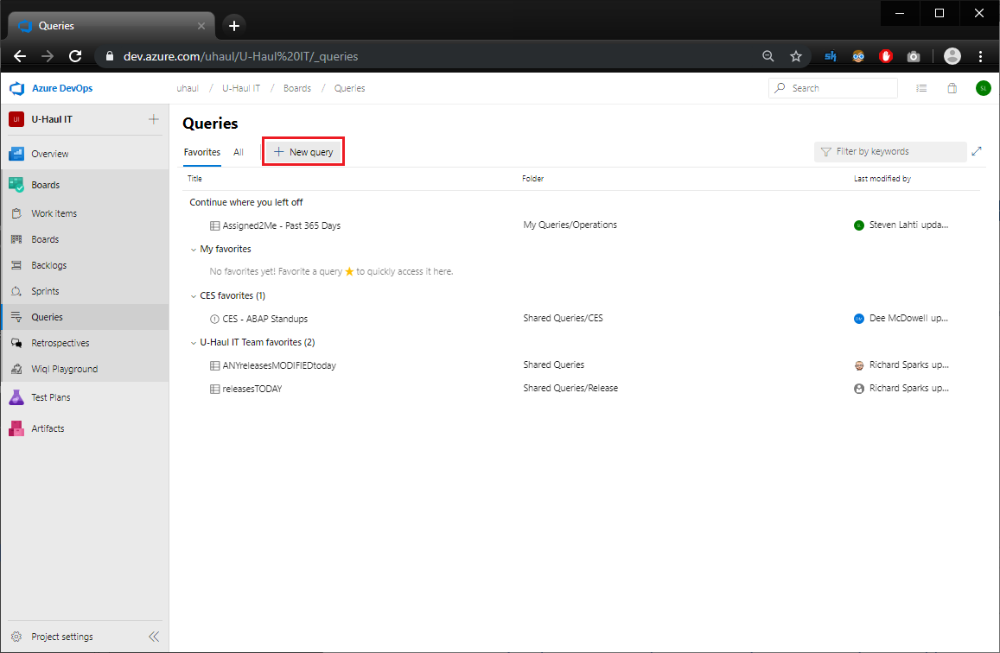 Queries
dev.azure.com/uhaul/U-Haul%20IT/_queries
sk
Azure DevOps
uhaul / U-Haul IT / Boards / Queries
Search
SL
UI U-Haul IT
Overview
Boards
Work items
Boards
Backlogs
Sprints
Queries
Retrospectives
Wiql Playground
Test Plans
Artifacts
Project settings
Queries
Favorites All New query
Filter by keywords
Title Folder Last modified by
Continue where you left off
Assigned2Me - Past 365 Days My Queries/Operations Steven Lahti upda...
My favorites
No favorites yet! Favorite a query to quickly access it here.
CES favorites (1)
CES - ABAP Standups Shared Queries/CES Dee McDowell up...
U-Haul IT Team favorites (2)
ANYreleasesMODIFIEDtoday Shared Queries Richard Sparks up...
releasesTODAY Shared Queries/Release Richard Sparks up...